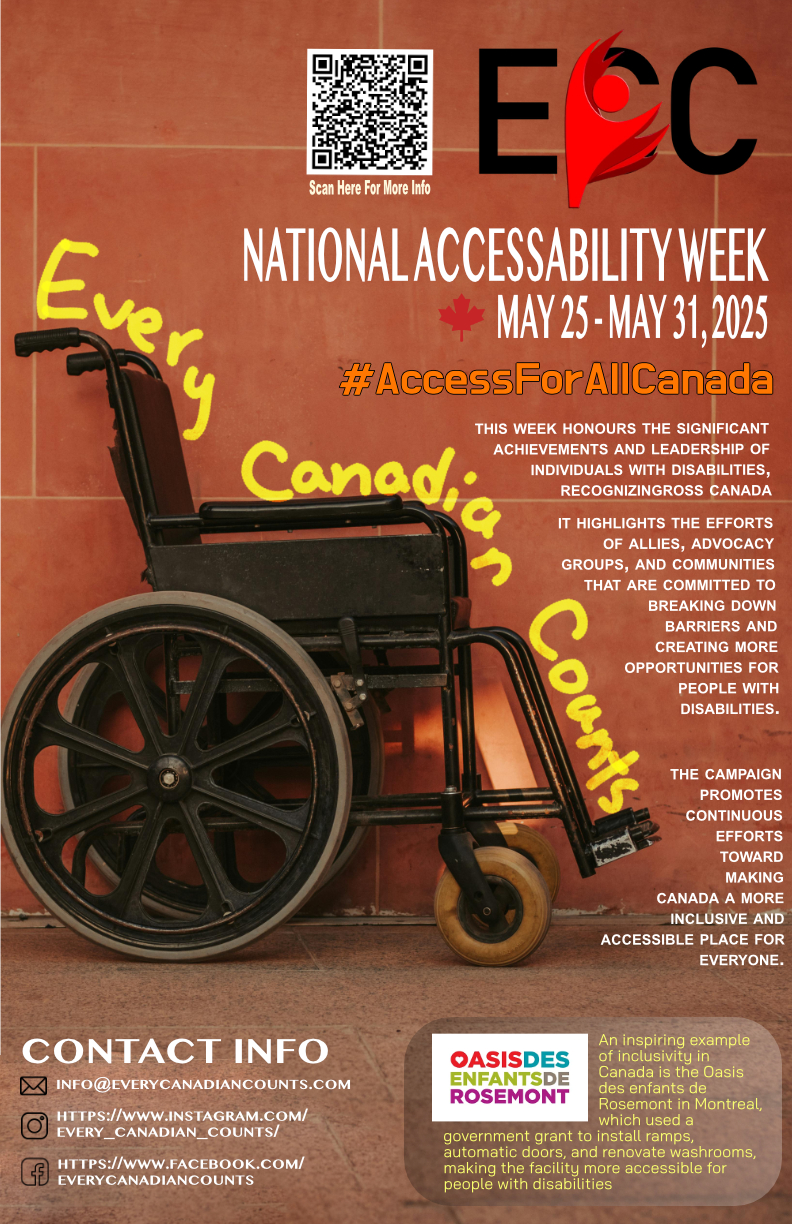 ECC
Scan Here For More Info
NATIONAL ACCESSABILITY WEEK
MAY 25 - MAY 31, 2025
#AccessForAllCanada
Every
Canadian
Counts
THIS WEEK HONOURS THE SIGNIFICANT
ACHIEVEMENTS AND LEADERSHIP OF
INDIVIDUALS WITH DISABILITIES,
RECOGNIZINGROSS CANADA
IT HIGHLIGHTS THE EFFORTS
OF ALLIES, ADVOCACY
GROUPS, AND COMMUNITIES
THAT ARE COMMITTED TO
BREAKING DOWN
BARRIERS AND
CREATING MORE
OPPORTUNITIES FOR
PEOPLE WITH
DISABILITIES.
THE CAMPAIGN
PROMOTES
CONTINUOUS
EFFORTS
TOWARD
MAKING
CANADA A MORE
INCLUSIVE AND
ACCESSIBLE PLACE FOR
EVERYONE.
CONTACT INFO
INFO@EVERYCANADIANCOUNTS.COM
HTTPS://WWW.INSTAGRAM.COM/
EVERY_CANADIAN_COUNTS/
HTTPS://WWW.FACEBOOK.COM/
EVERYCANADIANCOUNTS
OASISDES
ENFANTSDE
ROSEMONT
An inspiring example
of inclusivity in
Canada is the Oasis
des enfants de
Rosemont in Montreal,
which used a
government grant to install ramps,
automatic doors, and renovate washrooms,
making the facility more accessible for
people with disabilities